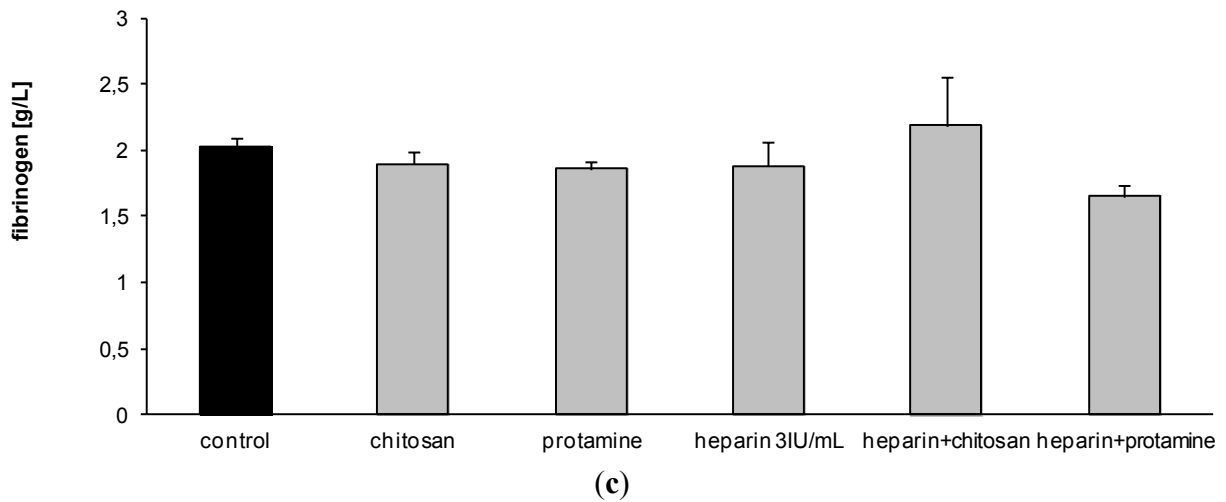 3
2,5
2
1,5
1
0,5
0
fibrinogen [g/L]
control chitosan protamine heparin 3IU/mL heparin+chitosan heparin+protamine
(c)